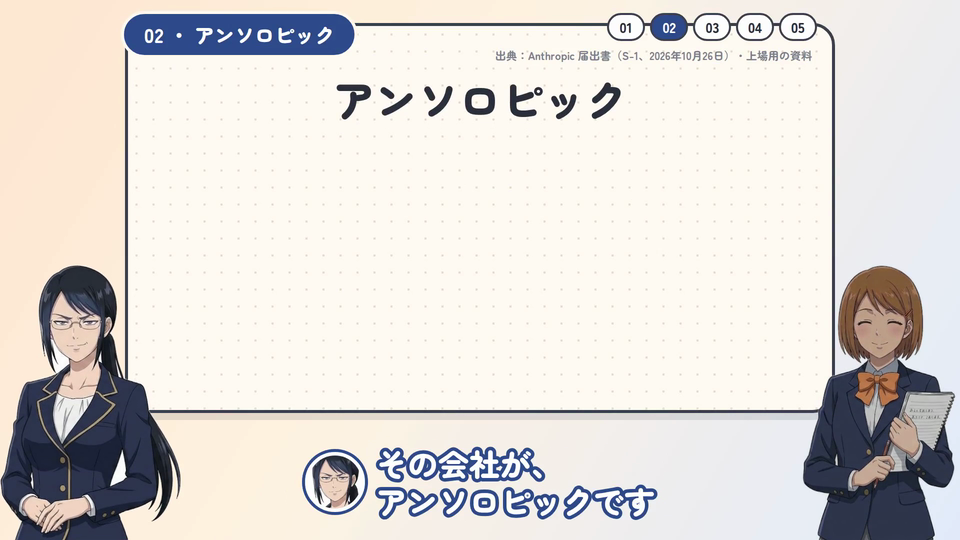 02 ・ アンソロピック
01 02 03 04 05
出典：Anthropic 届出書（S-1、2026年10月26日）・上場用の資料
アンソロピック
その会社が、
アンソロピックです